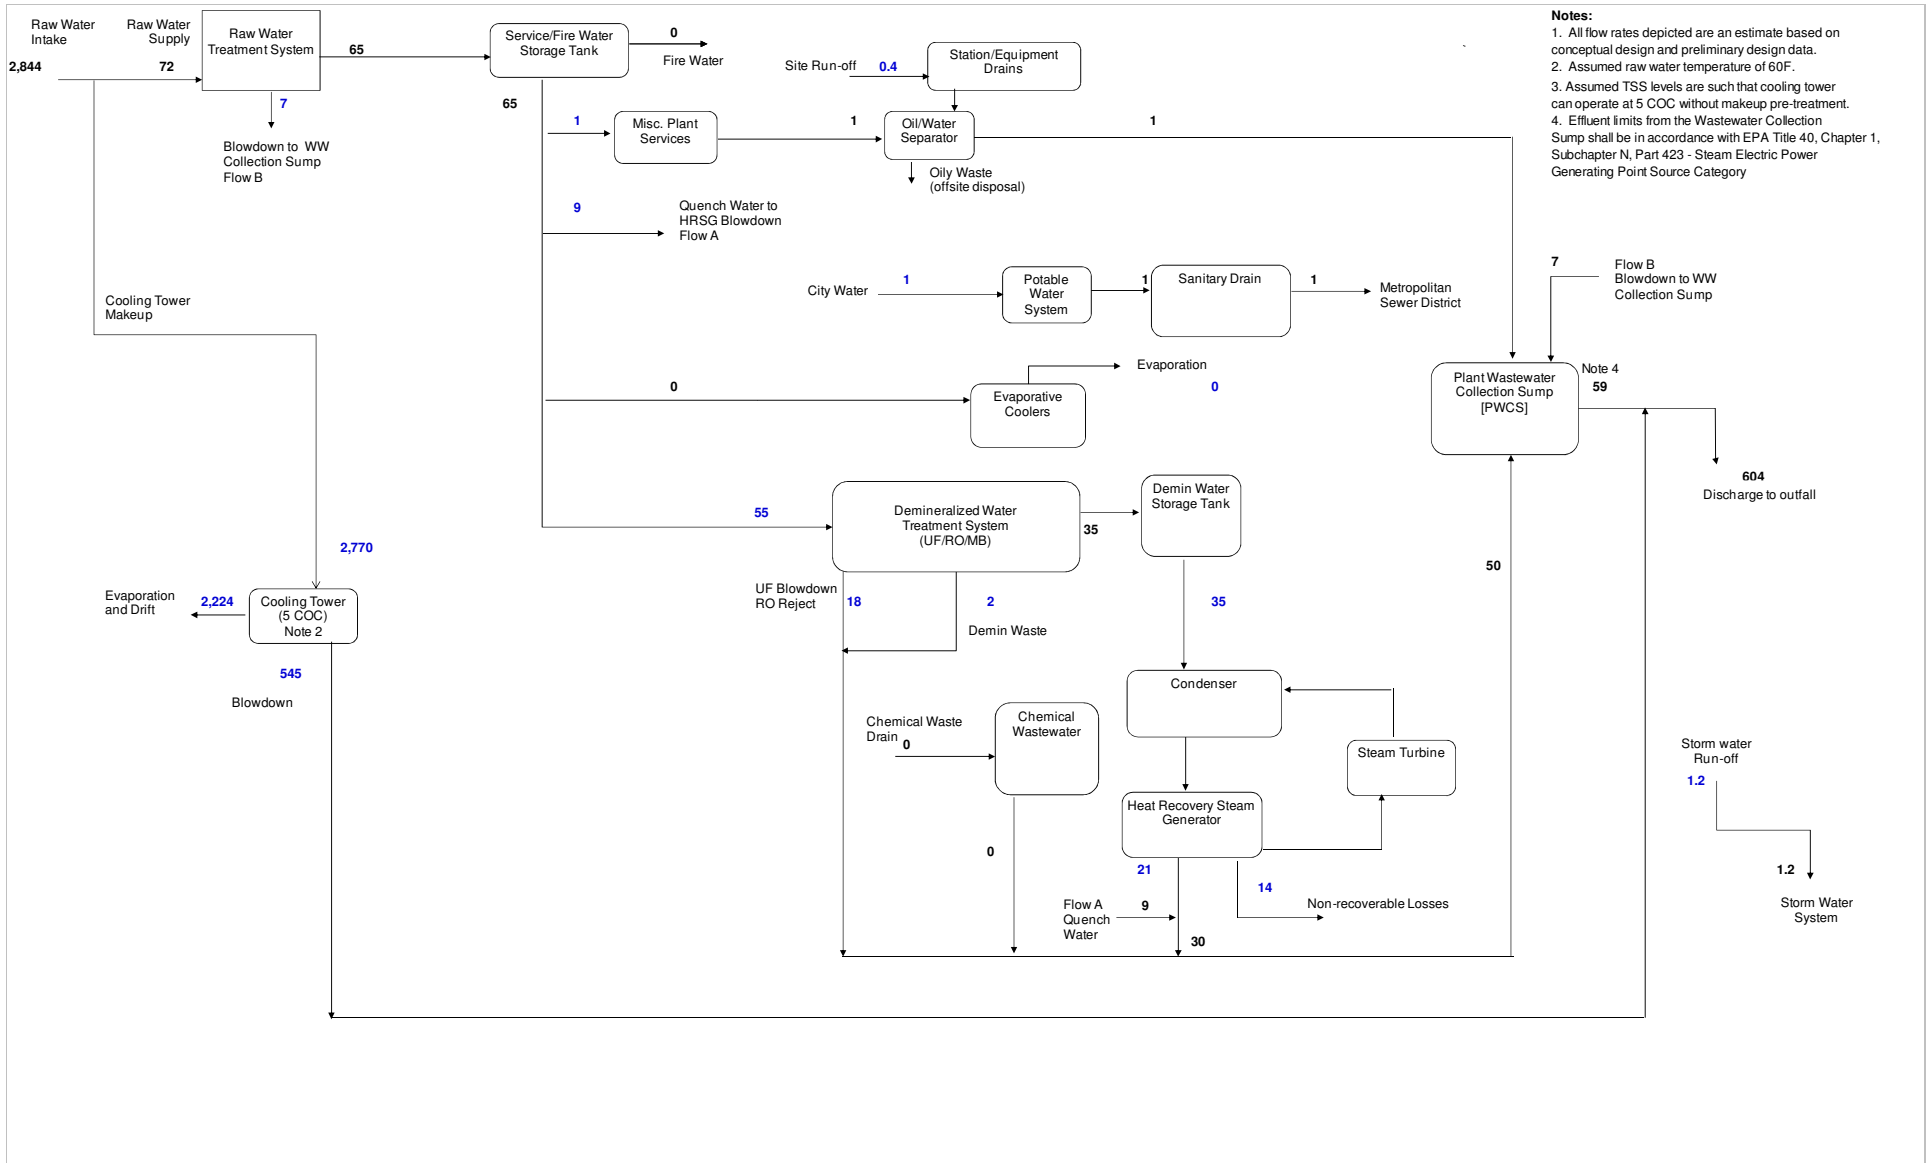 Raw Water
Intake
Raw Water
Supply
2,844
72
Raw Water
Treatment System
65
7
Blowdown to WW
Collection Sump
Flow B
Service/Fire Water
Storage Tank
0
Fire Water
65
Site Run-off
0.4
Station/Equipment
Drains
1
Misc. Plant
Services
1
Oil/Water
Separator
1
Oily Waste
(offsite disposal)
9
Quench Water to
HRSG Blowdown
Flow A
Notes:
1. All flow rates depicted are an estimate based on
conceptual design and preliminary design data.
2. Assumed raw water temperature of 60F.
3. Assumed TSS levels are such that cooling tower
can operate at 5 COC without makeup pre-treatment.
4. Effluent limits from the Wastewater Collection
Sump shall be in accordance with EPA Title 40, Chapter 1,
Subchapter N, Part 423 - Steam Electric Power
Generating Point Source Category
City Water
1
Potable
Water
System
1
Sanitary Drain
1
Metropolitan
Sewer District
7
Flow B
Blowdown to WW
Collection Sump
Cooling Tower
Makeup
0
Evaporative
Coolers
Evaporation
0
Plant Wastewater
Collection Sump
[PWCS]
Note 4
59
604
Discharge to outfall
55
Demineralized Water
Treatment System
(UF/RO/MB)
35
Demin Water
Storage Tank
2,770
50
Evaporation
and Drift
2,224
Cooling Tower
(5 COC)
Note 2
545
Blowdown
UF Blowdown
RO Reject
18
2
Demin Waste
35
Condenser
Chemical Waste
Drain
0
Chemical
Wastewater
0
Steam Turbine
Heat Recovery Steam
Generator
21
14
Flow A
Quench
Water
9
30
Non-recoverable Losses
Storm water
Run-off
1.2
1.2
Storm Water
System